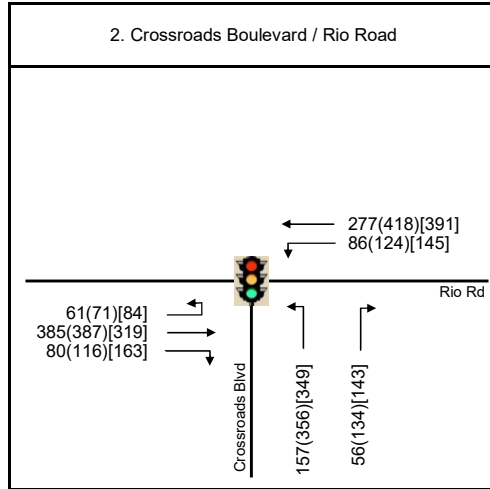 2. Crossroads Boulevard / Rio Road
277(418)[391]
86(124)[145]
Rio Rd
61(71)[84]
385(387)[319]
80(116)[163]
Crossroads Blvd
157(356)[349]
56(134)[143]